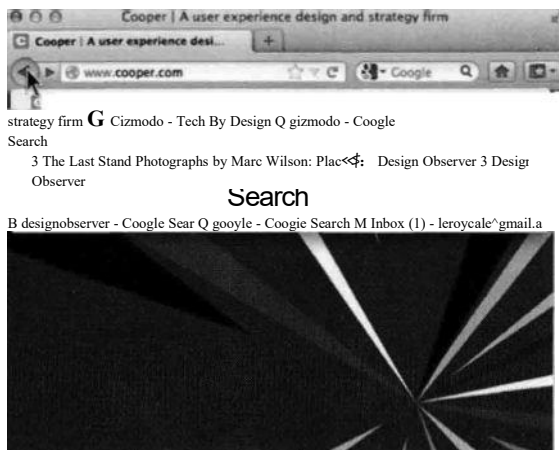 Cooper | A user experience design and strategy firm
Cooper | A user experience desi...
www.cooper.com
Google
strategy firm G Cizmodo - Tech By Design Q gizmodo - Coogle
Search
3 The Last Stand Photographs by Marc Wilson: Plac<<$: Design Observer 3 Desigr
Observer
Search
B designobserver - Coogle Sear Q gooyle - Coogie Search M Inbox (1) - leroycale^gmail.a